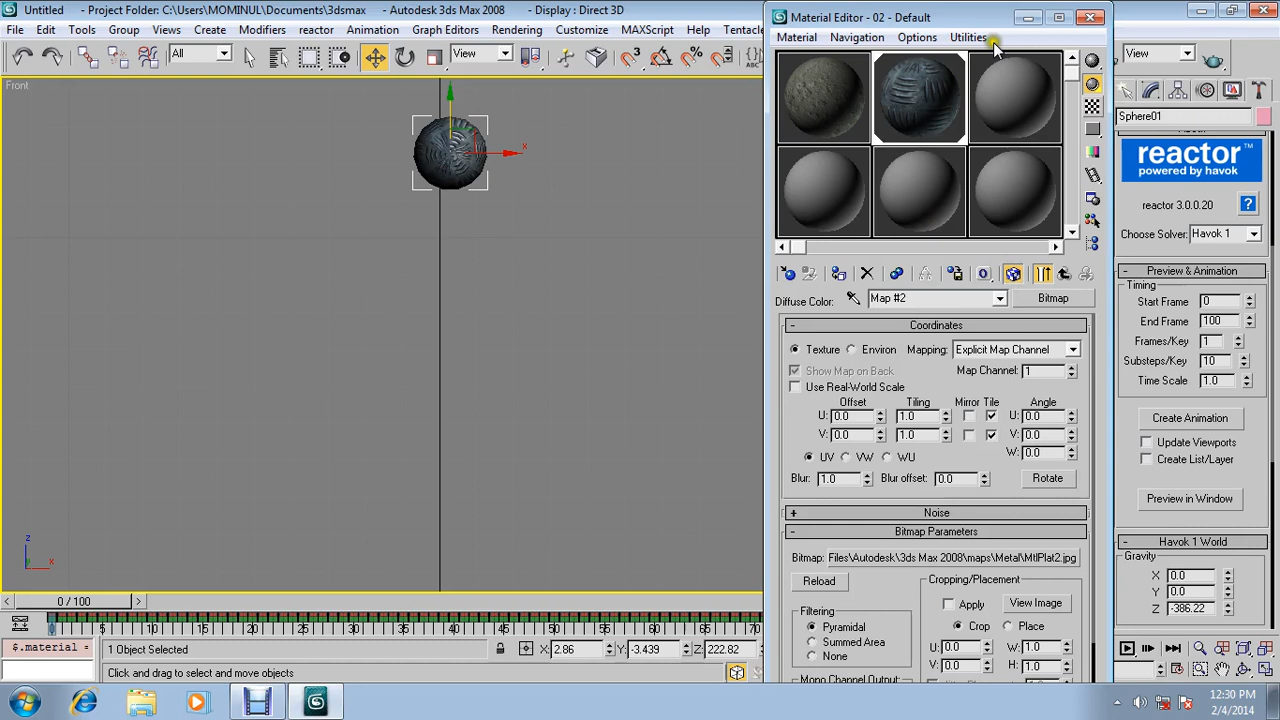 Untitled - Project Folder: C:\Users\MOMINUL\Documents\3dsmax - Autodesk 3ds Max 2008 - Display : Direct 3D
File Edit Tools Group Views Create Modifiers reactor Animation Graph Editors Rendering Customize MAXScript Help Tentacle
All View View
Front
x
z
x
0 / 100
0 5 10 15 20 25 30 35 40 45 50 55 60 65 70
$.material =
1 Object Selected X: 2.86 Y: -3.439 Z: 222.82
Click and drag to select and move objects
Material Editor - 02 - Default
Material Navigation Options Utilities
Diffuse Color: Map #2 Bitmap
- Coordinates
Texture Environ Mapping: Explicit Map Channel
Show Map on Back Map Channel: 1
Use Real-World Scale
Offset Tiling Mirror Tile Angle
U: 0.0 1.0 U: 0.0
V: 0.0 1.0 V: 0.0
W: 0.0
UV VW WU
Blur: 1.0 Blur offset: 0.0 Rotate
+ Noise
- Bitmap Parameters
Bitmap: Files\Autodesk\3ds Max 2008\maps\Metal\MtlPlat2.jpg
Reload Cropping/Placement
Apply View Image
Filtering
Pyramidal Crop Place
Summed Area U: 0.0 W: 1.0
None V: 0.0 H: 1.0
Mono Channel Output:
Sphere01
reactor
powered by havok
reactor 3.0.0.20 ?
Choose Solver: Havok 1
- Preview & Animation
Timing
Start Frame 0
End Frame 100
Frames/Key 1
Substeps/Key 10
Time Scale 1.0
Create Animation
Update Viewports
Create List/Layer
Preview in Window
- Havok 1 World
Gravity
X 0.0
Y 0.0
Z -386.22
12:30 PM
2/4/2014